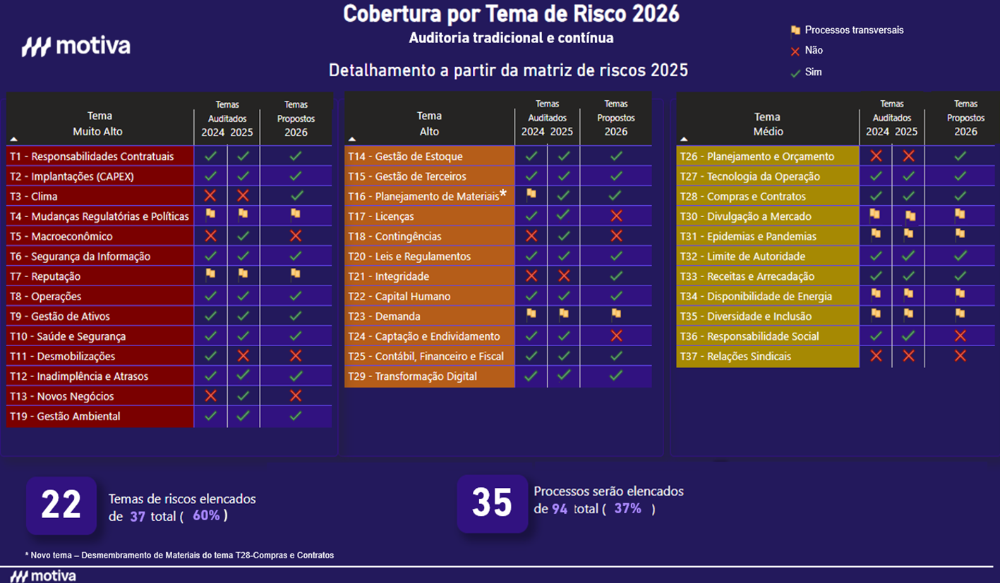 Cobertura por Tema de Risco 2026
Auditoria tradicional e contínua
Detalhamento a partir da matriz de riscos 2025
motiva
Processos transversais
Não
Sim
Tema
Muito Alto
Temas
Auditados
2024 2025
Temas
Propostos
2026
T1 - Responsabilidades Contratuais
T2 - Implantações (CAPEX)
T3 - Clima
T4 - Mudanças Regulatórias e Políticas
T5 - Macroeconômico
T6 - Segurança da Informação
T7 - Reputação
T8 - Operações
T9 - Gestão de Ativos
T10 - Saúde e Segurança
T11 - Desmobilizações
T12 - Inadimplência e Atrasos
T13 - Novos Negócios
T19 - Gestão Ambiental
Tema
Alto
Temas
Auditados
2024 2025
Temas
Propostos
2026
T14 - Gestão de Estoque
T15 - Gestão de Terceiros
T16 - Planejamento de Materiais*
T17 - Licenças
T18 - Contingências
T20 - Leis e Regulamentos
T21 - Integridade
T22 - Capital Humano
T23 - Demanda
T24 - Captação e Endividamento
T25 - Contábil, Financeiro e Fiscal
T29 - Transformação Digital
Tema
Médio
Temas
Auditados
2024 2025
Temas
Propostos
2026
T26 - Planejamento e Orçamento
T27 - Tecnologia da Operação
T28 - Compras e Contratos
T30 - Divulgação a Mercado
T31 - Epidemias e Pandemias
T32 - Limite de Autoridade
T33 - Receitas e Arrecadação
T34 - Disponibilidade de Energia
T35 - Diversidade e Inclusão
T36 - Responsabilidade Social
T37 - Relações Sindicais
22
Temas de riscos elencados
de 37 total ( 60% )
35
Processos serão elencados
de 94 total ( 37% )
* Novo tema – Desmembramento de Materiais do tema T28-Compras e Contratos
motiva